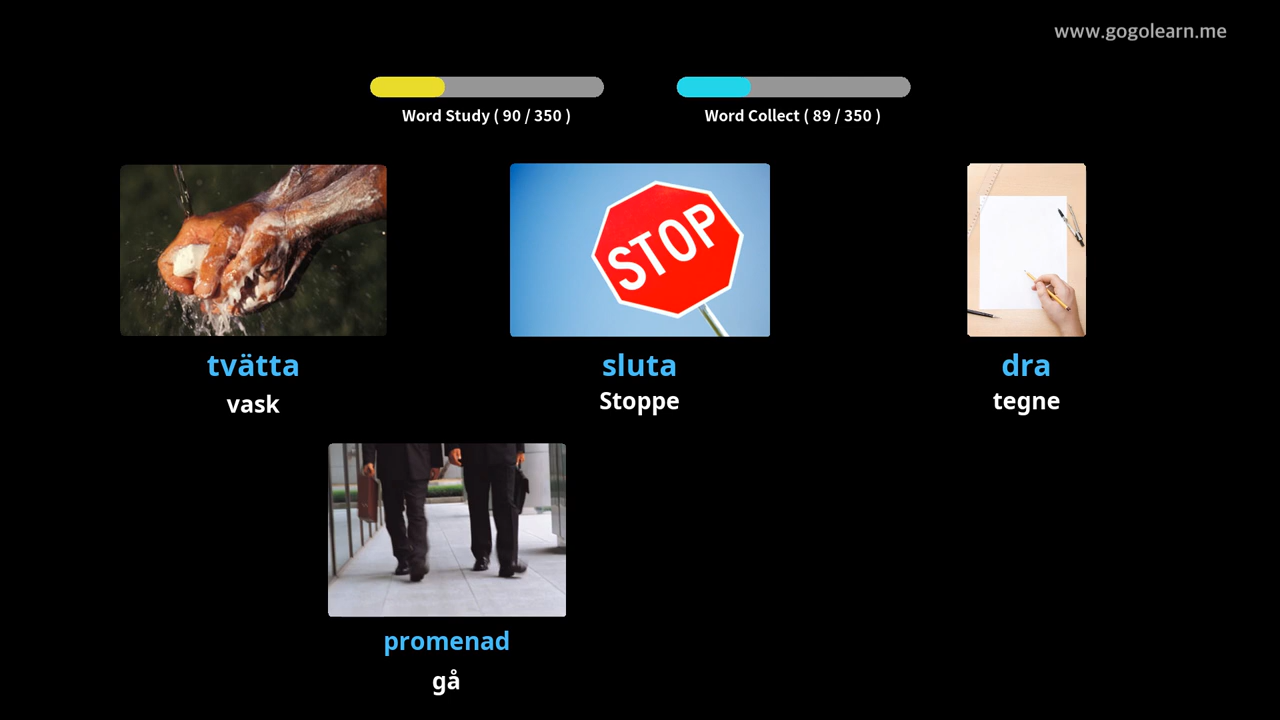 www.gogolearn.me
Word Study ( 90 / 350 )
Word Collect ( 89 / 350 )
STOP
tvätta
vask
sluta
Stoppe
dra
tegne
promenad
gå